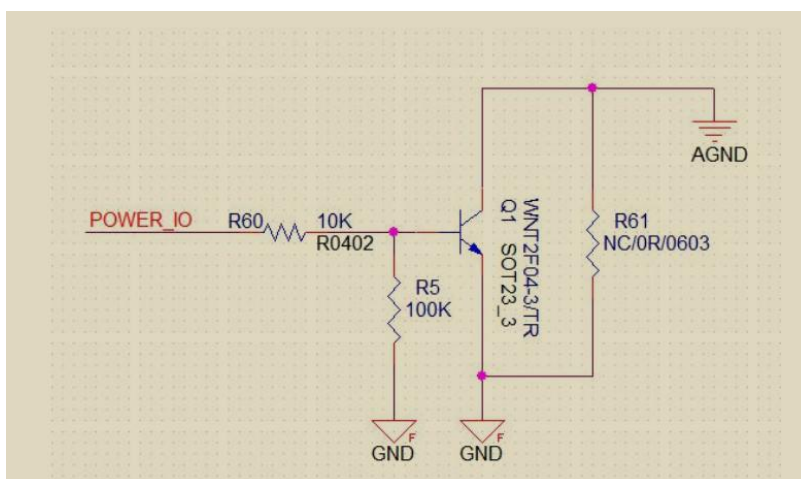 AGND
POWER_IO
R60
10K
R0402
Q1
WNT2F04-3/TR
SOT23_3
R61
NC/0R/0603
R5
100K
F
GND
F
GND